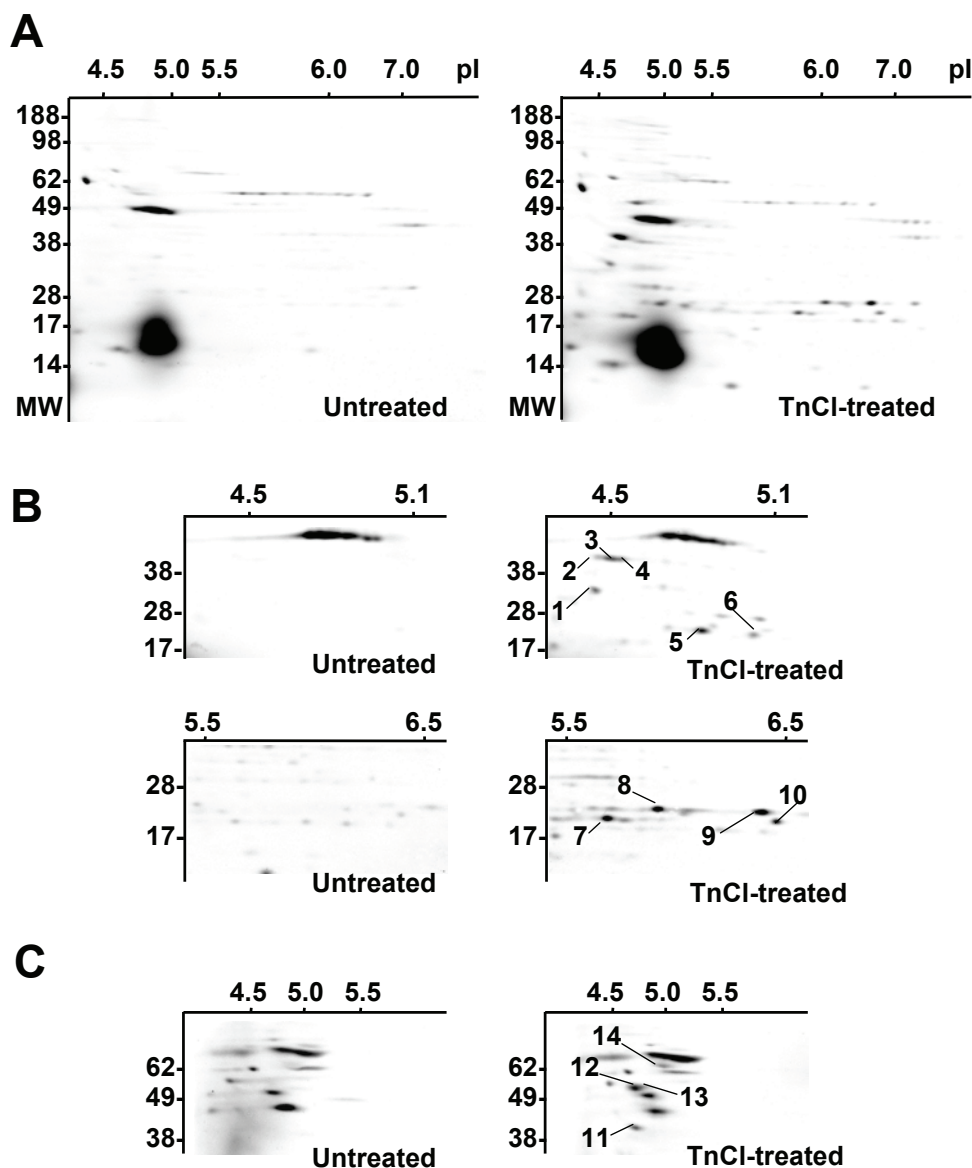 A
4.5 5.0 5.5 6.0 7.0 pI
188
98
62
49
38
28
17
14
MW
Untreated
4.5 5.0 5.5 6.0 7.0 pI
188
98
62
49
38
28
17
14
MW
TnCl-treated
B
4.5 5.1
38
28
17
Untreated
4.5 5.1
38
28
17
3
2 4
1
6
5
TnCl-treated
5.5 6.5
28
17
Untreated
5.5 6.5
28
17
8
10
7
9
TnCl-treated
C
4.5 5.0 5.5
62
49
38
Untreated
4.5 5.0 5.5
62
49
38
14
12
13
11
TnCl-treated